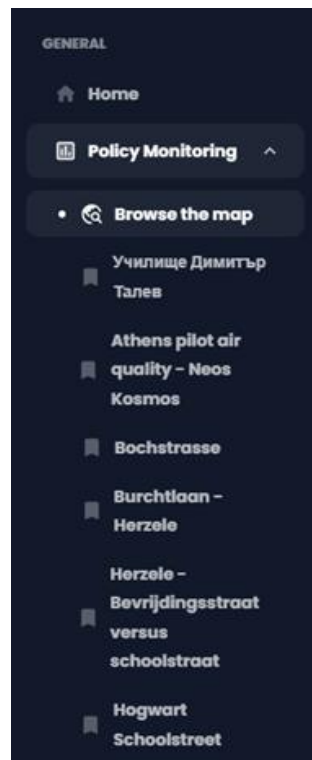 GENERAL
Home
Policy Monitoring
Browse the map
Училище Димитър
Талев
Athens pilot air
quality – Neos
Kosmos
Bochstrasse
Burchtlaan –
Herzele
Herzele –
Bevrijdingsstraat
versus
schoolstraat
Hogwart
Schoolstreet